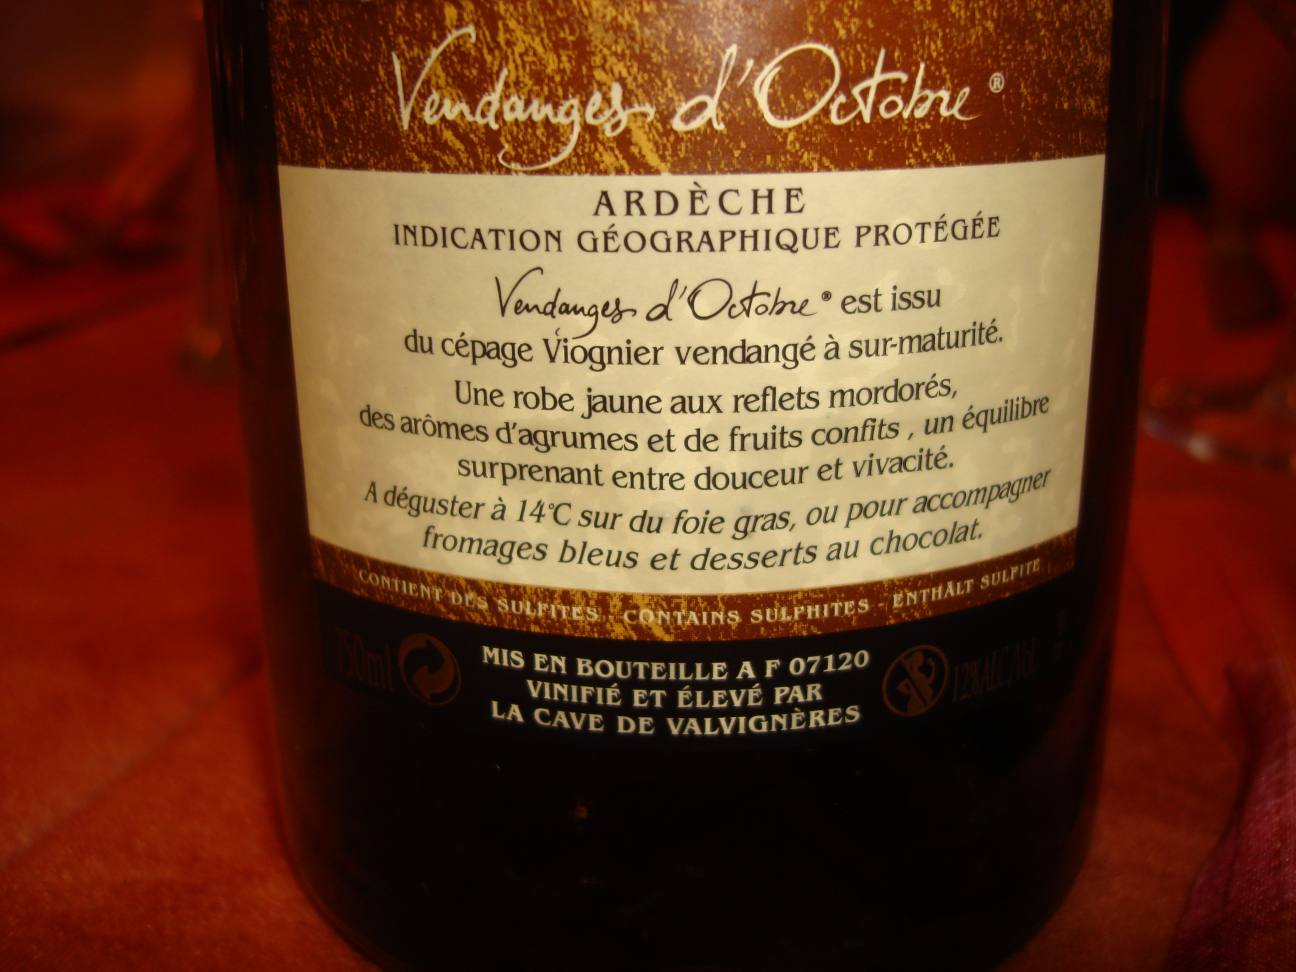 Vendanges d'Octobre ®
ARDÈCHE
INDICATION GÉOGRAPHIQUE PROTÉGÉE
Vendanges d'Octobre ® est issu
du cépage Viognier vendangé à sur-maturité.
Une robe jaune aux reflets mordorés,
des arômes d'agrumes et de fruits confits , un équilibre
surprenant entre douceur et vivacité.
A déguster à 14°C sur du foie gras, ou pour accompagner
fromages bleus et desserts au chocolat.
CONTIENT DES SULFITES - CONTAINS SULPHITES - ENTHÄLT SULFITE
750ml
MIS EN BOUTEILLE A F 07120
VINIFIÉ ET ÉLEVÉ PAR
LA CAVE DE VALVIGNÈRES